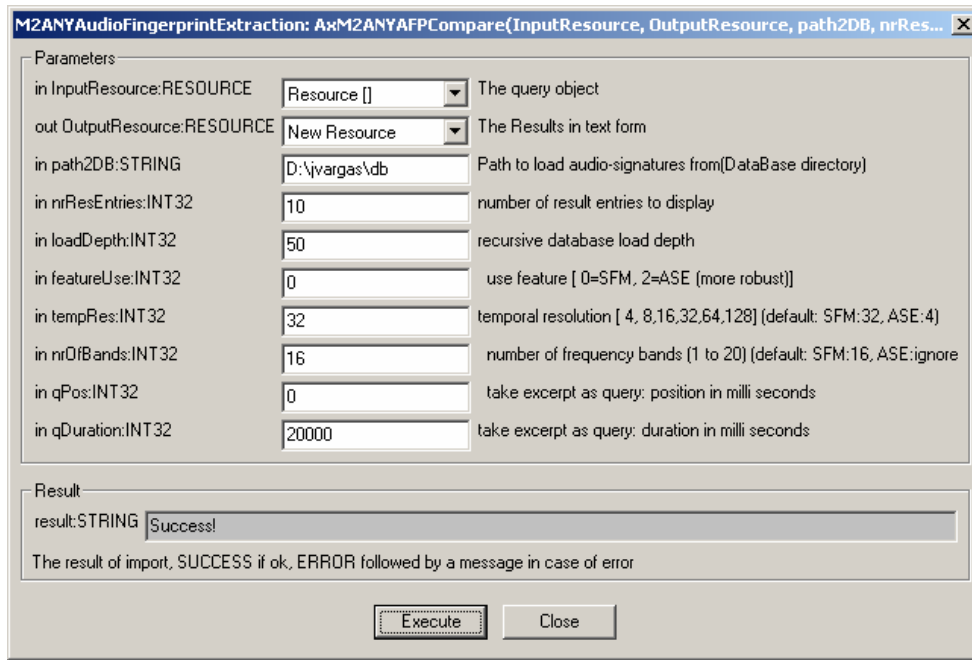 M2ANYAudioFingerprintExtraction: AxM2ANYAFPCompare(InputResource, OutputResource, path2DB, nrRes...
Parameters
in InputResource:RESOURCE Resource [] The query object
out OutputResource:RESOURCE New Resource The Results in text form
in path2DB:STRING D:\jvargas\db Path to load audio-signatures from(DataBase directory)
in nrResEntries:INT32 10 number of result entries to display
in loadDepth:INT32 50 recursive database load depth
in featureUse:INT32 0 use feature [ 0=SFM, 2=ASE (more robust)]
in tempRes:INT32 32 temporal resolution [ 4, 8,16,32,64,128] (default: SFM:32, ASE:4)
in nrOfBands:INT32 16 number of frequency bands (1 to 20) (default: SFM:16, ASE:ignore
in qPos:INT32 0 take excerpt as query: position in milli seconds
in qDuration:INT32 20000 take excerpt as query: duration in milli seconds
Result
result:STRING Success!
The result of import, SUCCESS if ok, ERROR followed by a message in case of error
Execute Close